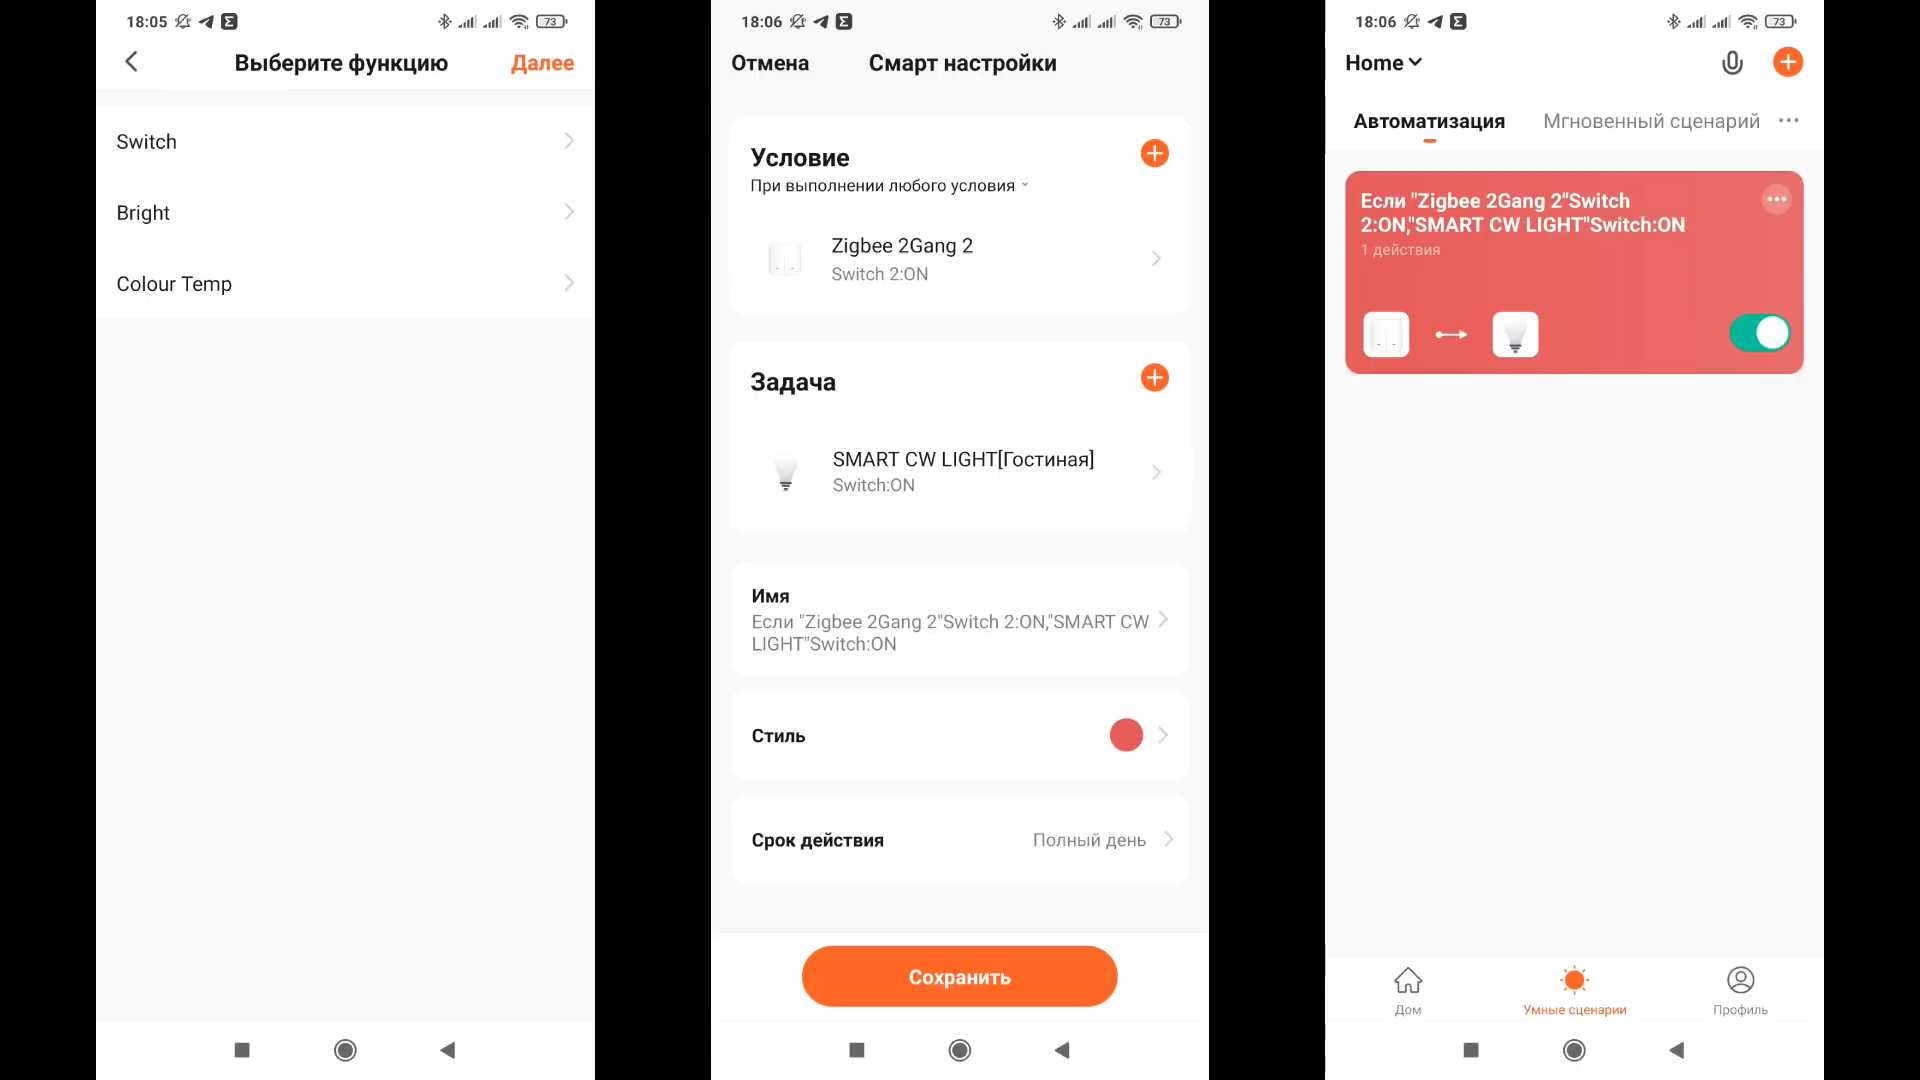 18:05
73
Выберите функцию
Далее
Switch
Bright
Colour Temp
18:06
73
Отмена
Смарт настройки
Условие
При выполнении любого условия
Zigbee 2Gang 2
Switch 2:ON
Задача
SMART CW LIGHT[Гостиная]
Switch:ON
Имя
Если "Zigbee 2Gang 2"Switch 2:ON,"SMART CW
LIGHT"Switch:ON
Стиль
Срок действия
Полный день
Сохранить
18:06
73
Home
Автоматизация
Мгновенный сценарий
Если "Zigbee 2Gang 2"Switch
2:ON,"SMART CW LIGHT"Switch:ON
1 действия
Дом
Умные сценарии
Профиль